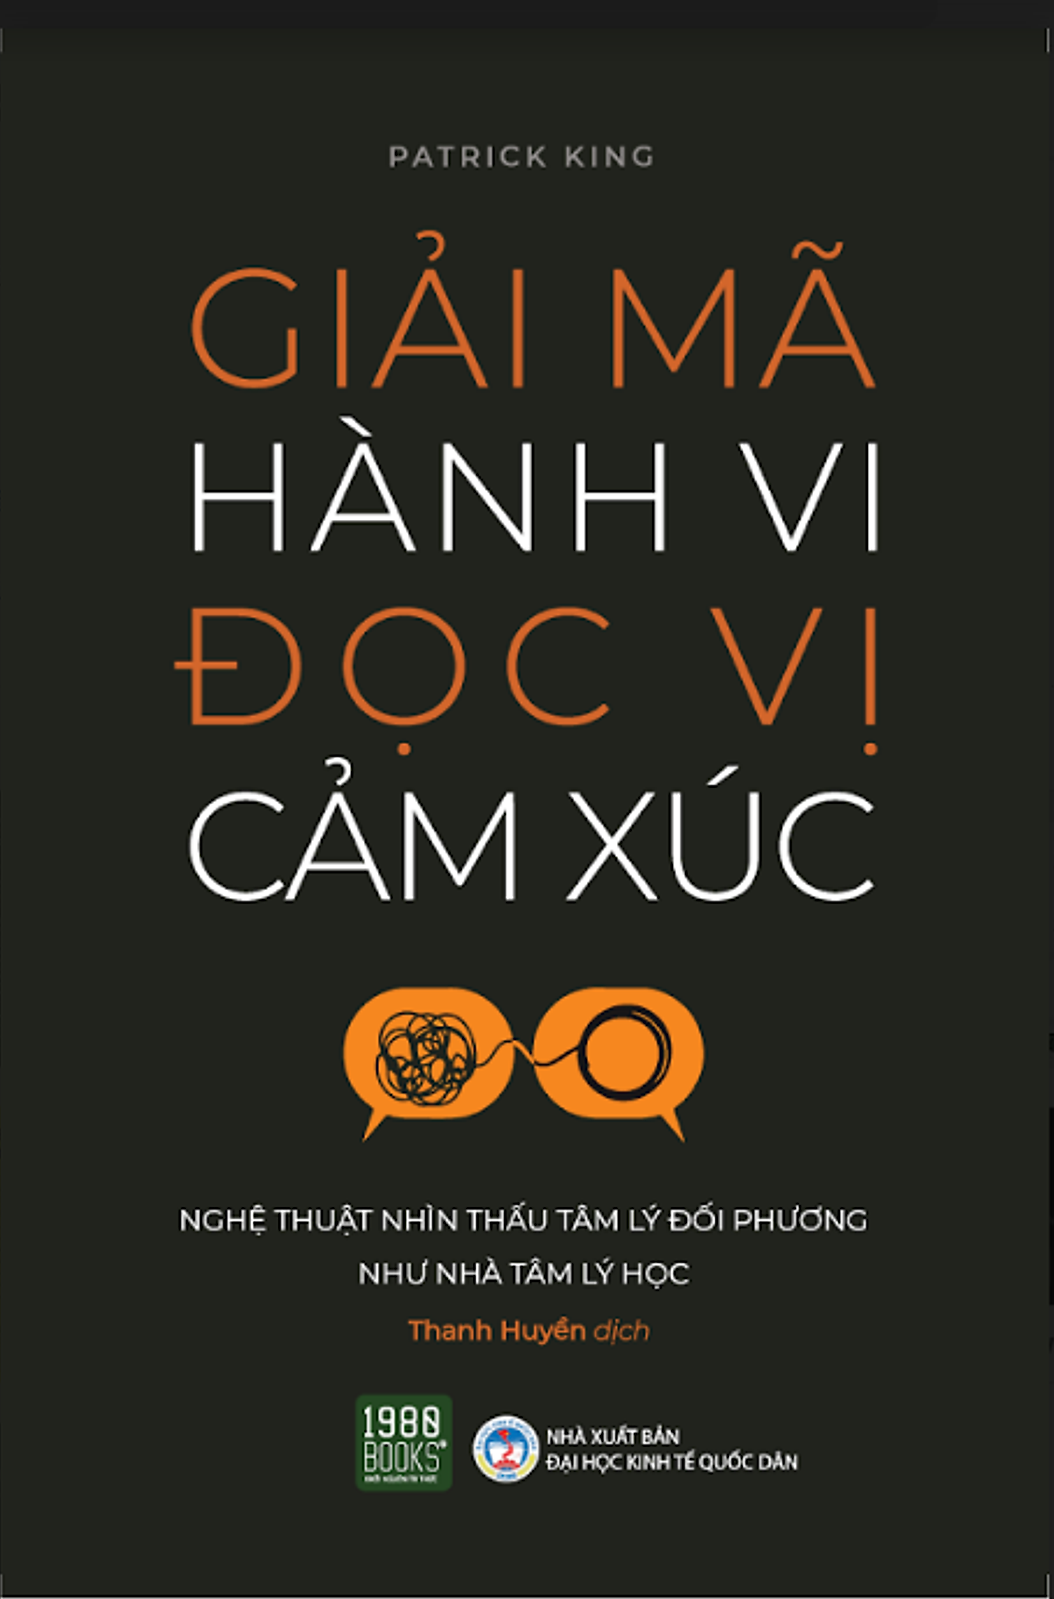 PATRICK KING
GIẢI MÃ
HÀNH VI
ĐỌC VỊ
CẢM XÚC
NGHỆ THUẬT NHÌN THẤU TÂM LÝ ĐỐI PHƯƠNG
NHƯ NHÀ TÂM LÝ HỌC
Thanh Huyền dịch
1980
BOOKS®
NHÀ XUẤT BẢN
ĐẠI HỌC KINH TẾ QUỐC DÂN